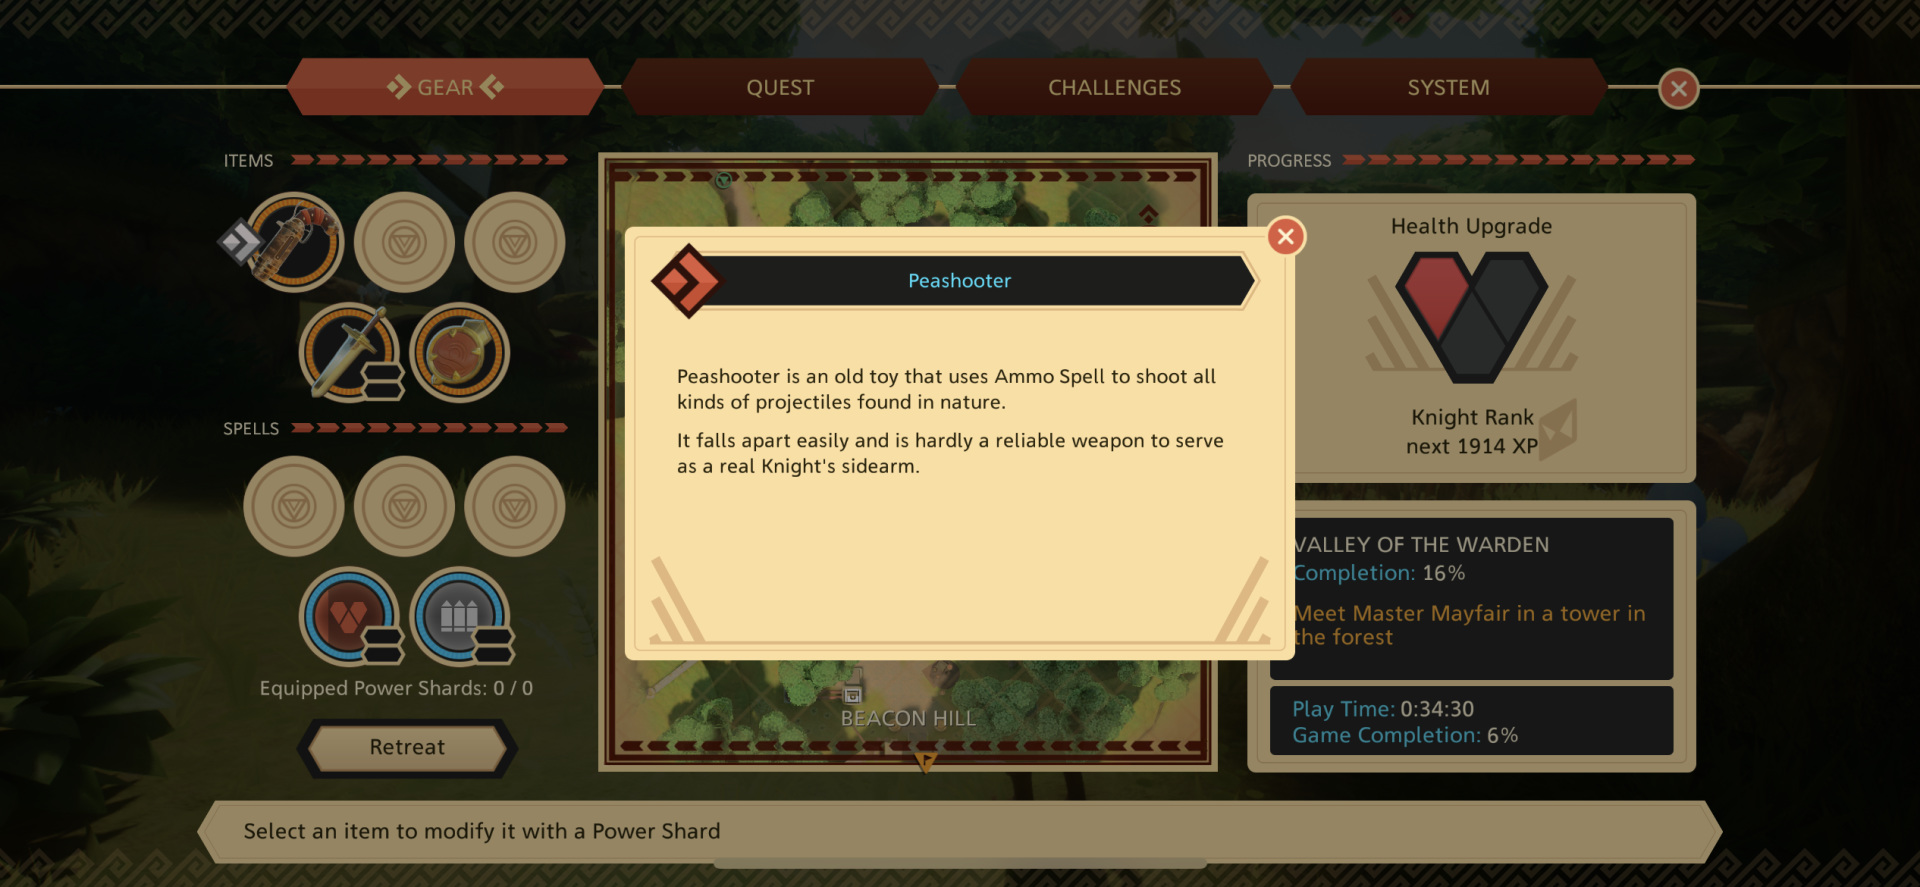 GEAR
QUEST
CHALLENGES
SYSTEM
ITEMS
SPELLS
Equipped Power Shards: 0 / 0
Retreat
Peashooter
Peashooter is an old toy that uses Ammo Spell to shoot all
kinds of projectiles found in nature.
It falls apart easily and is hardly a reliable weapon to serve
as a real Knight's sidearm.
BEACON HILL
PROGRESS
Health Upgrade
Knight Rank
next 1914 XP
VALLEY OF THE WARDEN
Completion: 16%
Meet Master Mayfair in a tower in
the forest
Play Time: 0:34:30
Game Completion: 6%
Select an item to modify it with a Power Shard